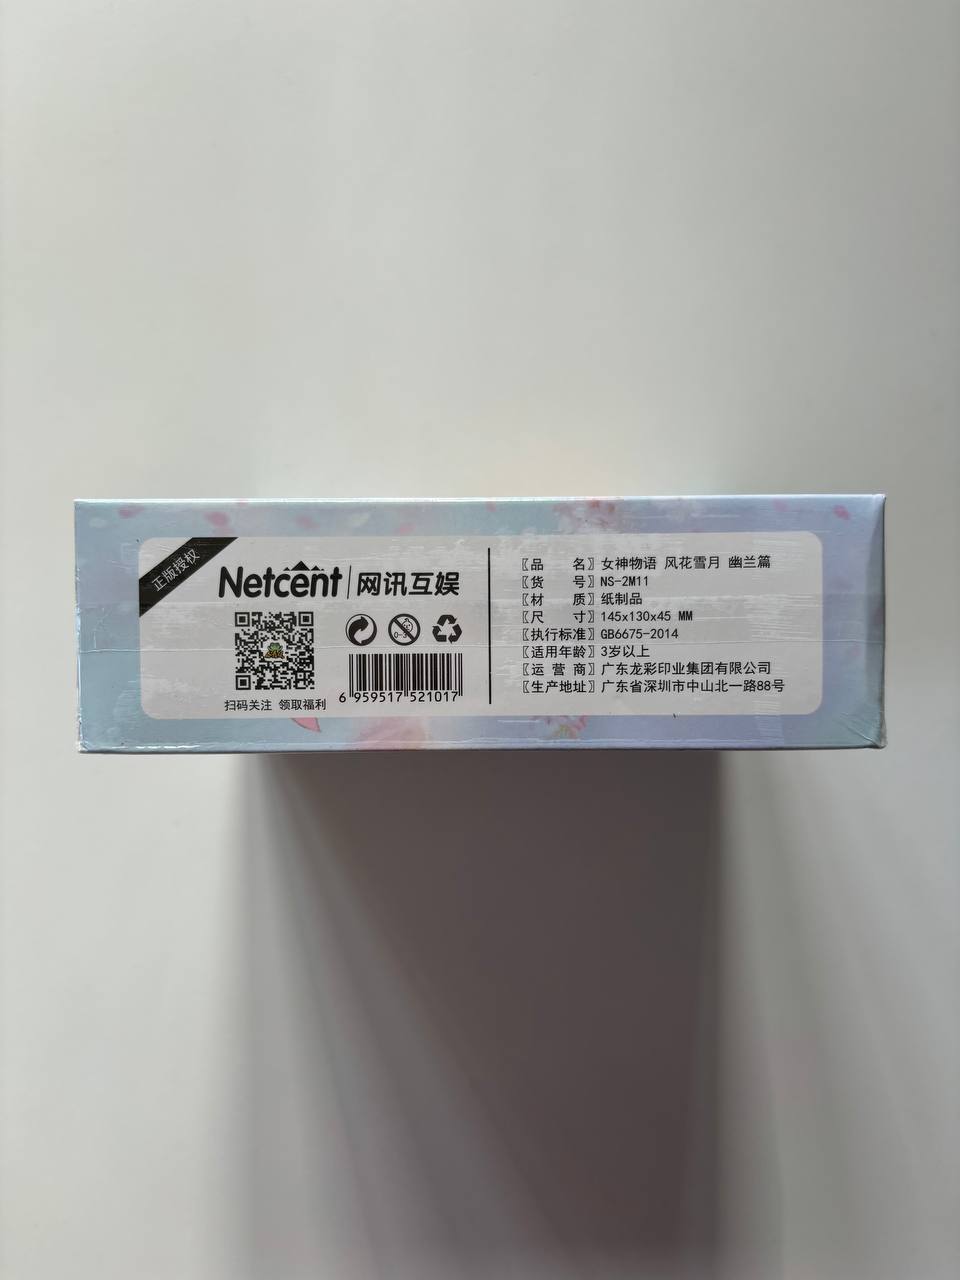 正版授权
Netcent 网讯互娱
0-3
扫码关注 领取福利
6 959517 521017
〖品 名〗女神物语 风花雪月 幽兰篇
〖货 号〗NS-2M11
〖材 质〗纸制品
〖尺 寸〗145x130x45 MM
〖执行标准〗GB6675-2014
〖适用年龄〗3岁以上
〖运 营 商〗广东龙彩印业集团有限公司
〖生产地址〗广东省深圳市中山北一路88号